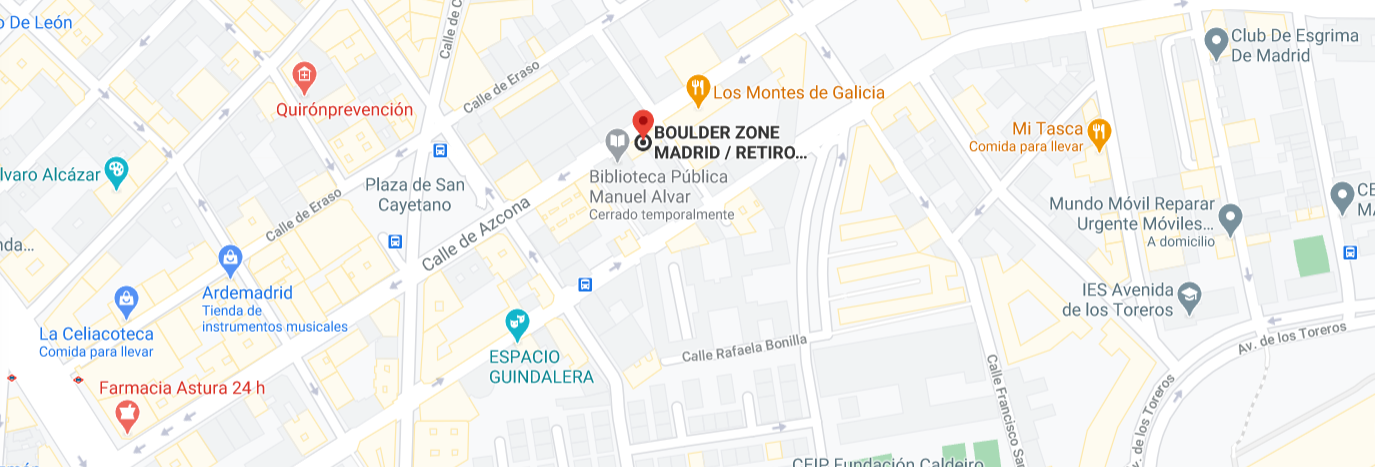 o De León
Calle de C
Club De Esgrima
De Madrid
Quirónprevención
Calle de Eraso
Los Montes de Galicia
BOULDER ZONE
MADRID / RETIRO...
Mi Tasca
Comida para llevar
lvaro Alcázar
Biblioteca Pública
Manuel Alvar
Cerrado temporalmente
Plaza de San
Cayetano
CE
MA
Mundo Móvil Reparar
Urgente Móviles...
A domicilio
Calle de Eraso
Calle de Azcona
nda...
Ardemadrid
Tienda de
instrumentos musicales
IES Avenida
de los Toreros
La Celiacoteca
Comida para llevar
ESPACIO
GUINDALERA
Calle Rafaela Bonilla
Av. de los Toreros
Farmacia Astura 24 h
Calle Francisco San
Av. de los Toreros
CEIP Fundación Caldeiro